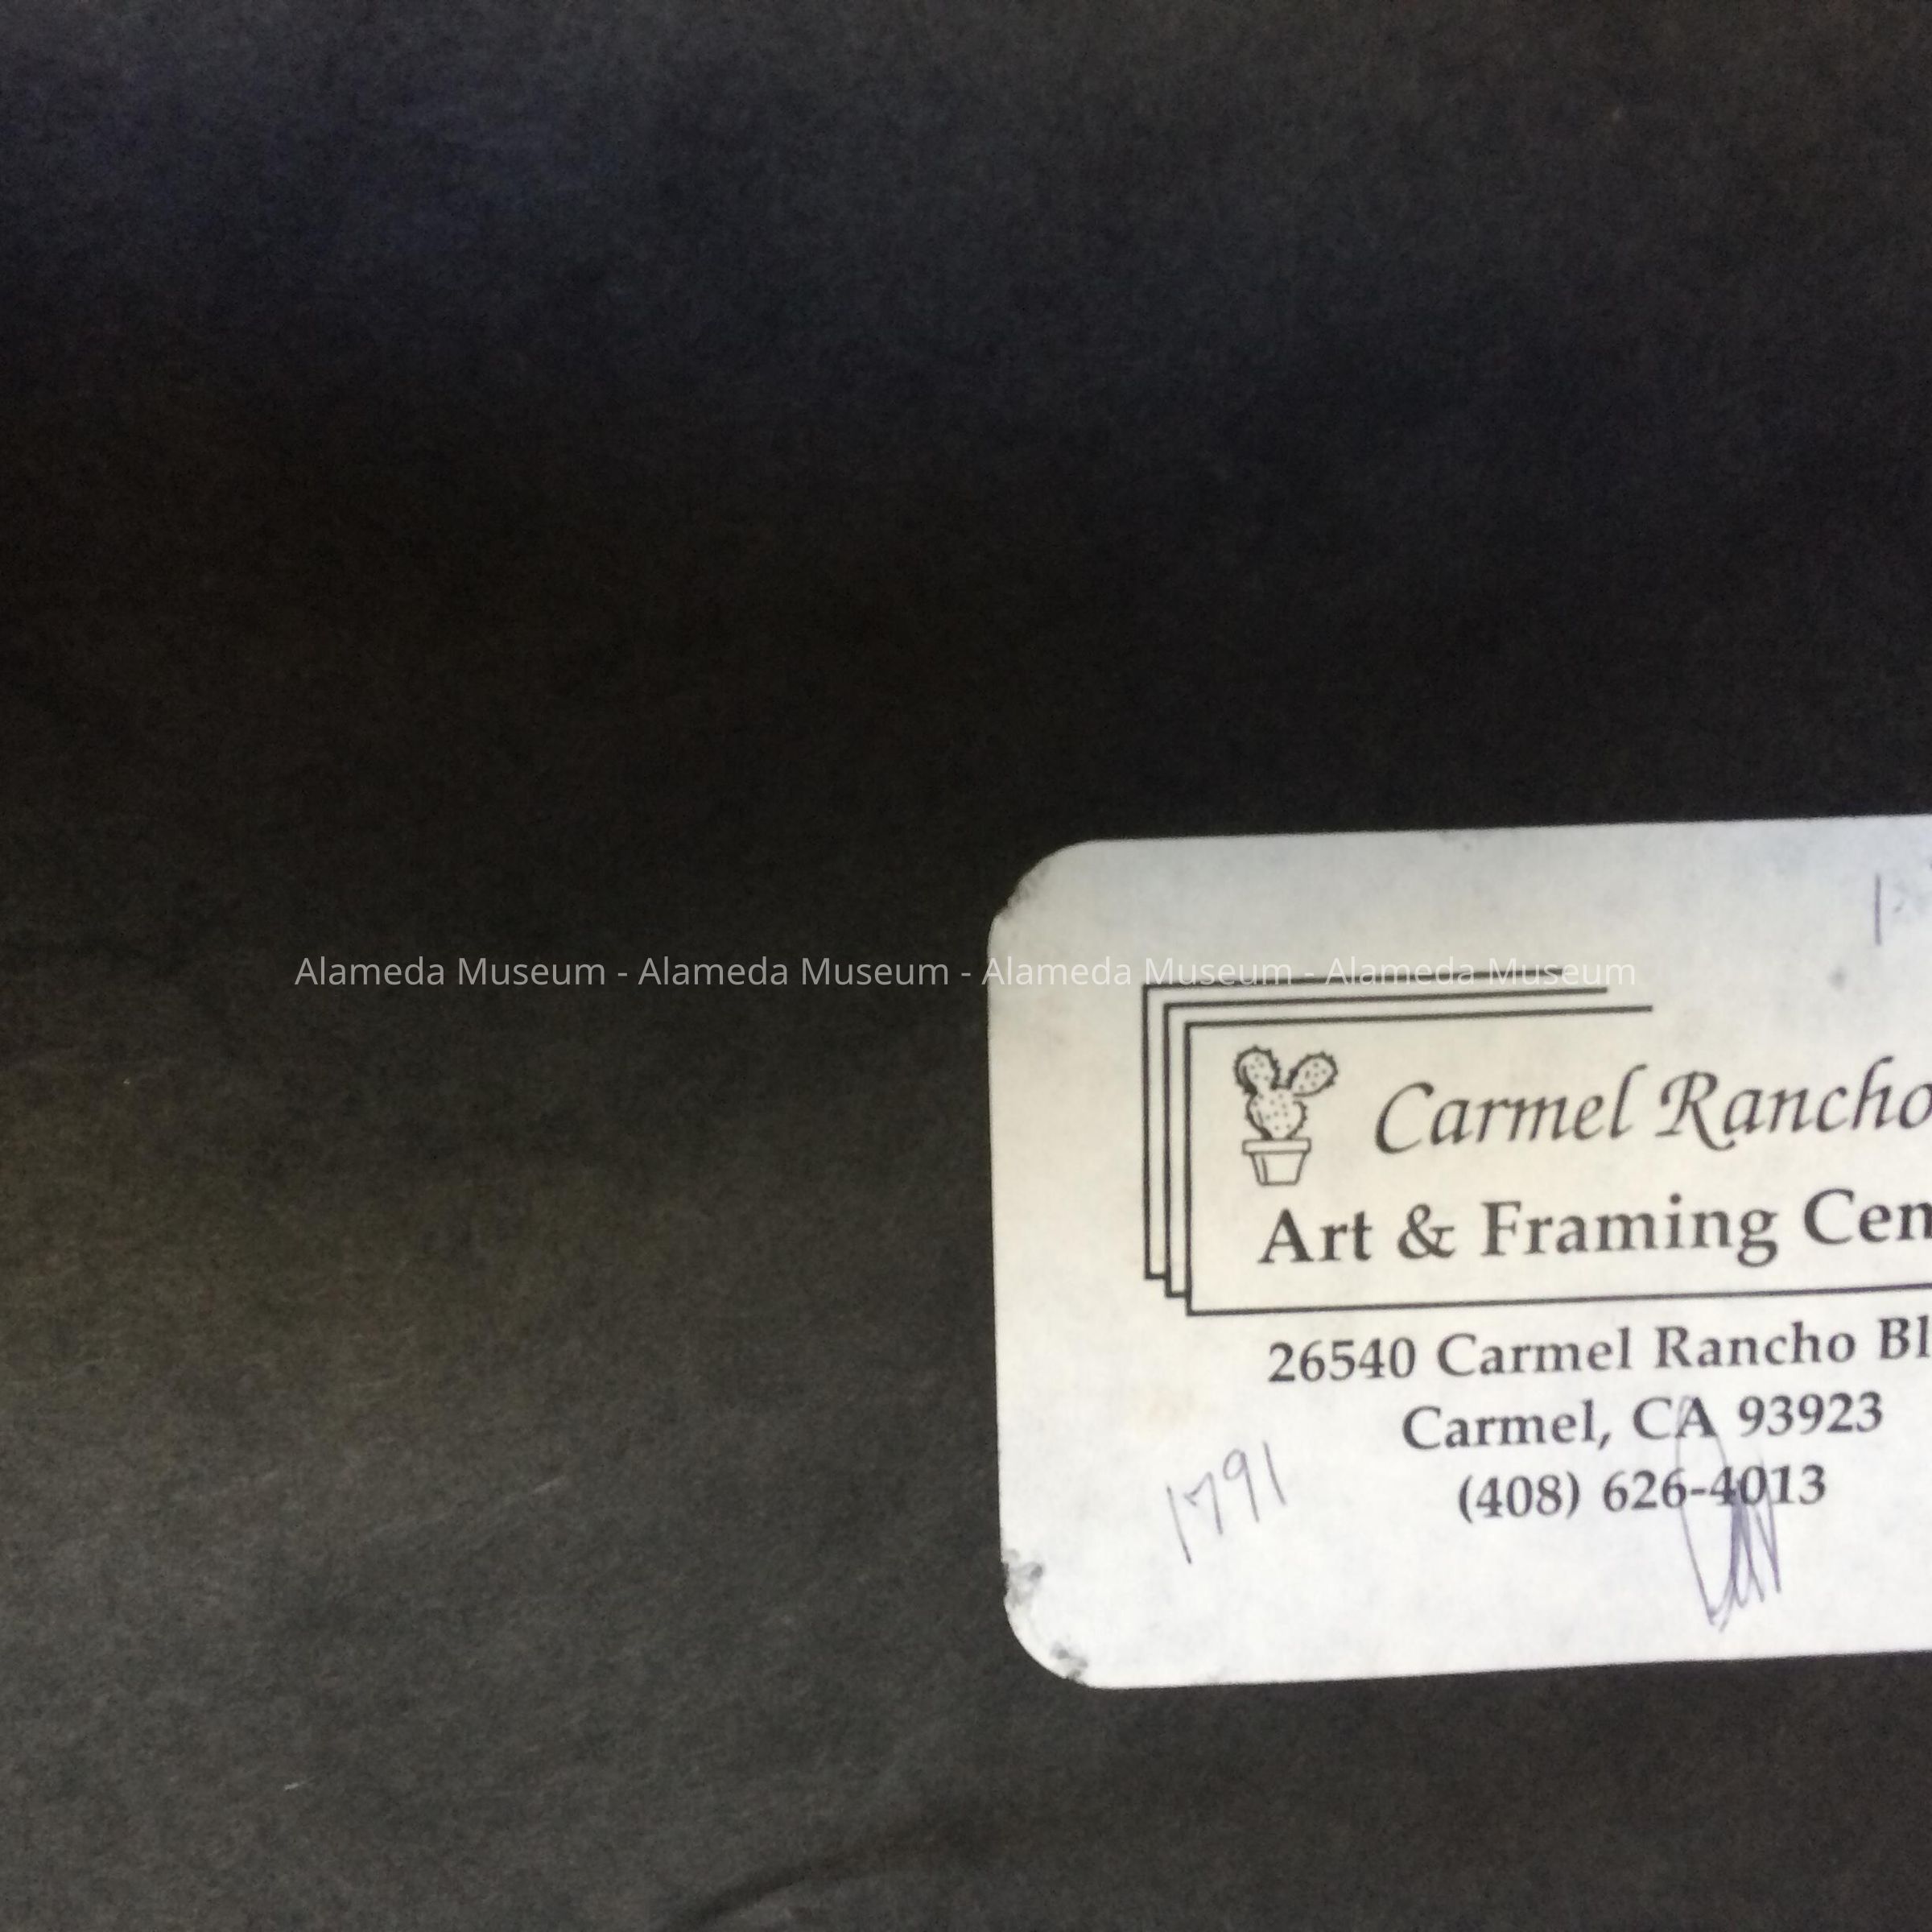 Alameda Museum - Alameda Museum - Alameda Museum - Alameda Museum
Carmel Rancho
Art & Framing Cen
26540 Carmel Rancho Bl
Carmel, CA 93923
(408) 626-4013
1791